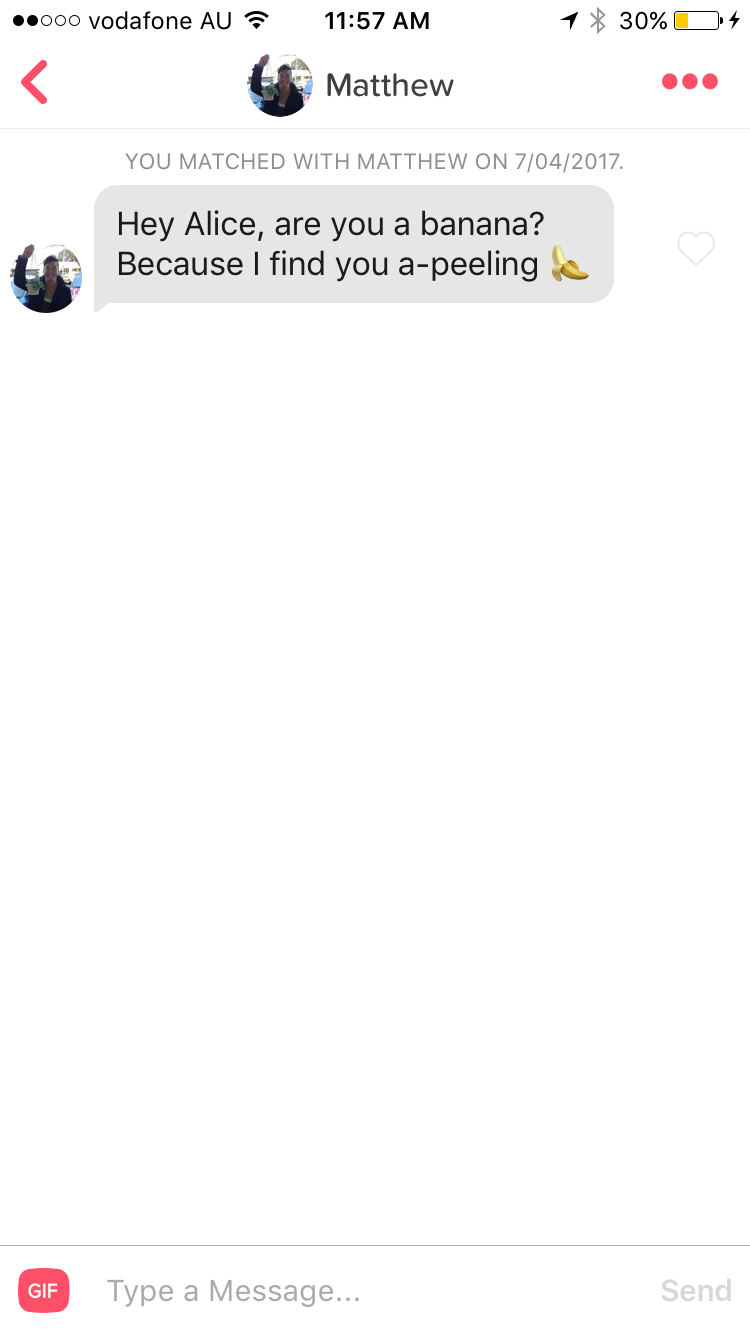 vodafone AU 11:57 AM 30%
Matthew
YOU MATCHED WITH MATTHEW ON 7/04/2017.
Hey Alice, are you a banana?
Because I find you a-peeling 🍌
GIF Type a Message... Send